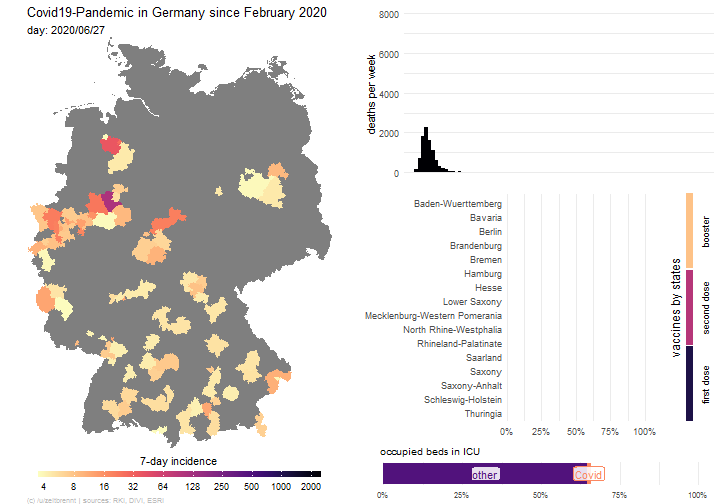 Covid19-Pandemic in Germany since February 2020
day: 2020/06/27
7-day incidence
4 8 16 32 64 125 250 500 1000 2000
(c) /u/zeitbrennt | sources: RKI, DIVI, ESRI
deaths per week
8000
6000
4000
2000
0
Baden-Wuerttemberg
Bavaria
Berlin
Brandenburg
Bremen
Hamburg
Hesse
Lower Saxony
Mecklenburg-Western Pomerania
North Rhine-Westphalia
Rhineland-Palatinate
Saarland
Saxony
Saxony-Anhalt
Schleswig-Holstein
Thuringia
0% 25% 50% 75% 100%
vaccines by states
booster
second dose
first dose
occupied beds in ICU
other Covid
0% 25% 50% 75% 100%